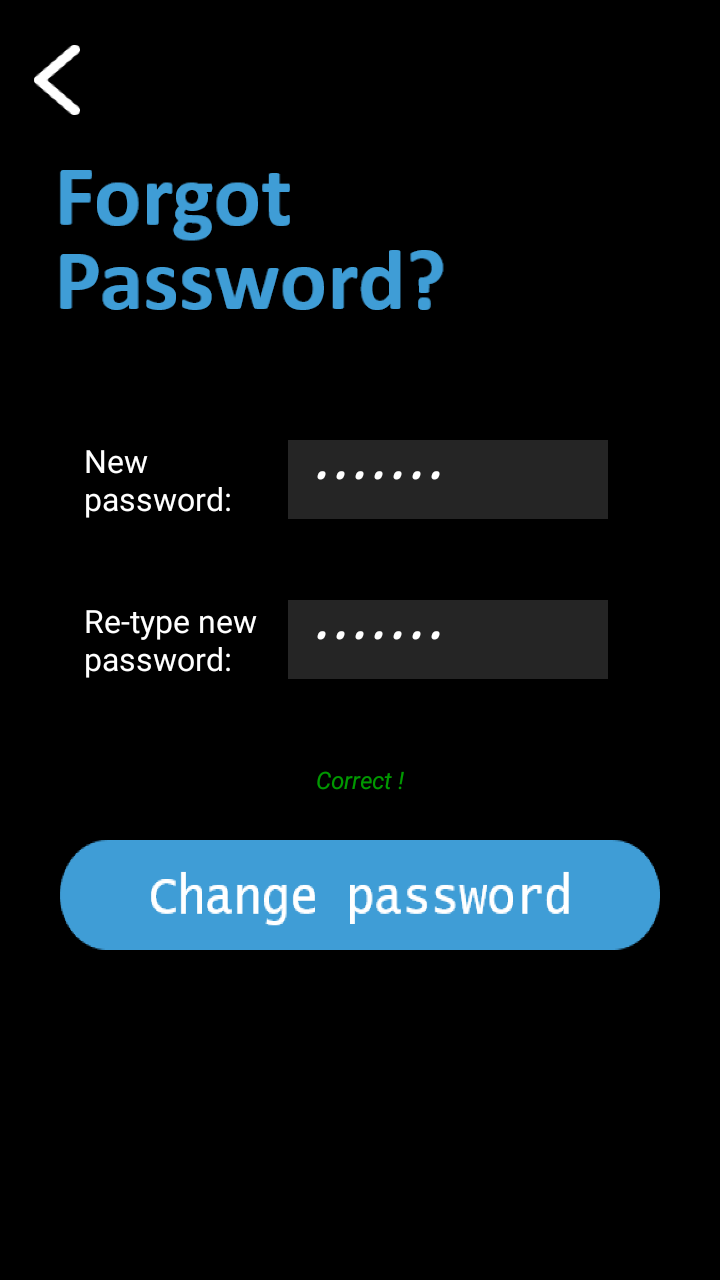 Forgot
Password?
New
password:
•••••••
Re-type new
password:
•••••••
Correct !
Change password